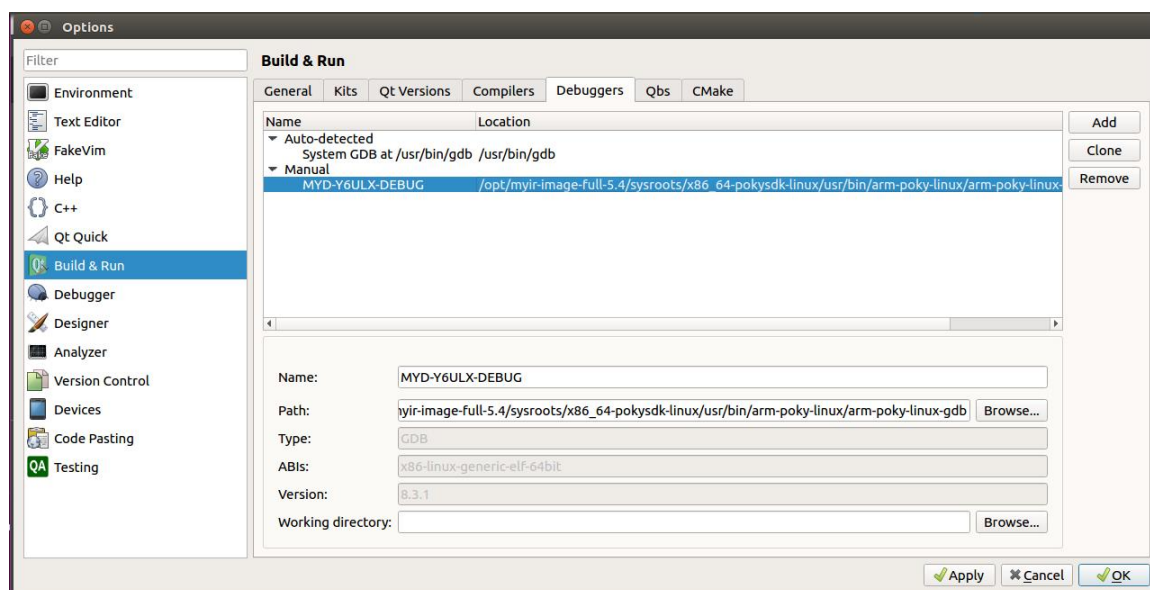 Options
Filter
Environment
Text Editor
FakeVim
Help
C++
Qt Quick
Build & Run
Debugger
Designer
Analyzer
Version Control
Devices
Code Pasting
QA Testing
Build & Run
General Kits Qt Versions Compilers Debuggers Qbs CMake
Name Location
Auto-detected
System GDB at /usr/bin/gdb /usr/bin/gdb
Manual
MYD-Y6ULX-DEBUG /opt/myir-image-full-5.4/sysroots/x86_64-pokysdk-linux/usr/bin/arm-poky-linux/arm-poky-linux-
Add
Clone
Remove
Name: MYD-Y6ULX-DEBUG
Path: yir-image-full-5.4/sysroots/x86_64-pokysdk-linux/usr/bin/arm-poky-linux/arm-poky-linux-gdb Browse...
Type: GDB
ABIs: x86-linux-generic-elf-64bit
Version: 8.3.1
Working directory: Browse...
Apply Cancel OK